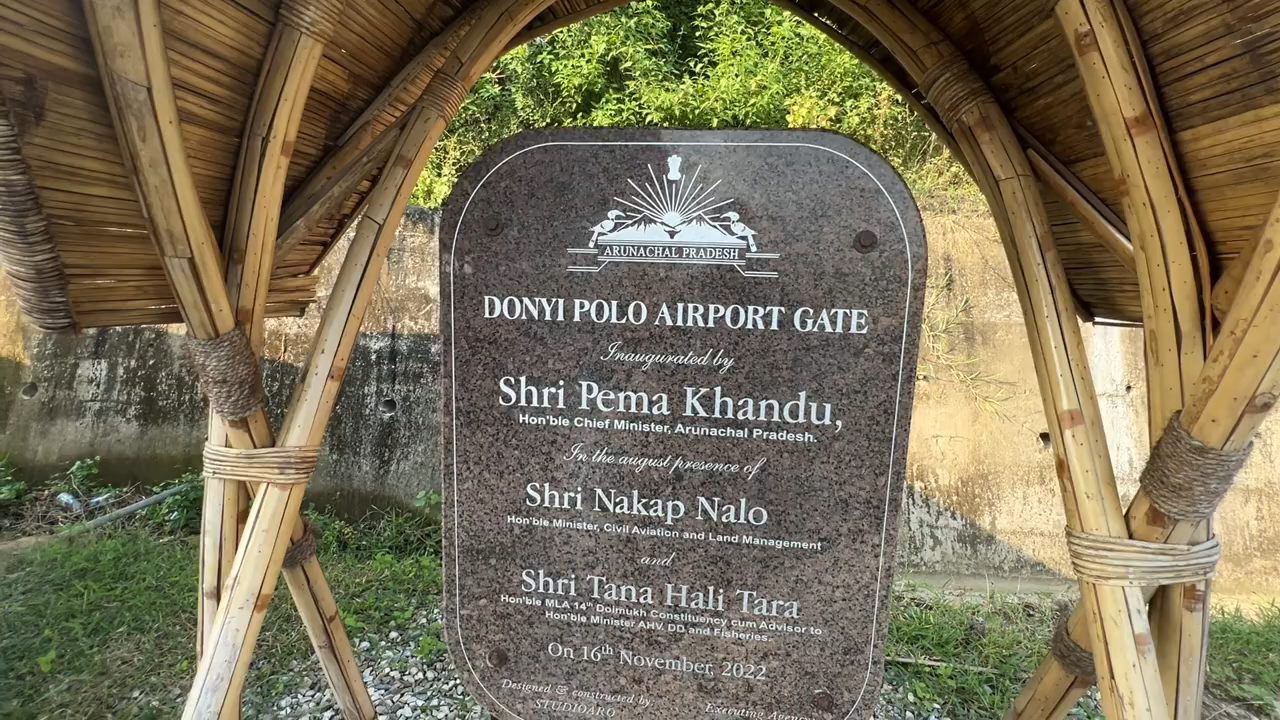 ARUNACHAL PRADESH
DONYI POLO AIRPORT GATE
Inaugurated by
Shri Pema Khandu,
Hon'ble Chief Minister, Arunachal Pradesh.
In the august presence of
Shri Nakap Nalo
Hon'ble Minister, Civil Aviation and Land Management
and
Shri Tana Hali Tara
Hon'ble MLA 14th Doimukh Constituency cum Advisor to
Hon'ble Minister AHV, DD and Fisheries.
On 16th November, 2022
Designed & constructed by
STUDIOARO
Executing Agency